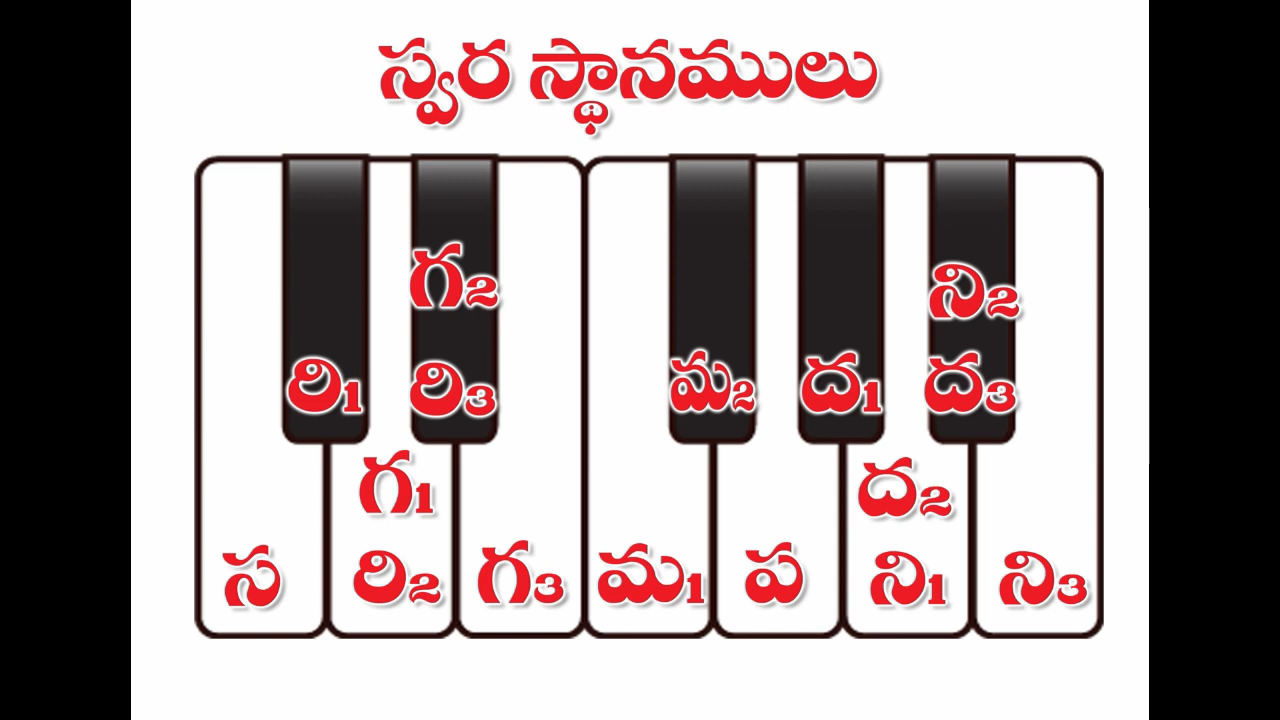 స్వర స్థానములు
గ2 ని2
రి1 రి3 మ2 ద1 ద3
గ1 ద2
స రి2 గ3 మ1 ప ని1 ని3